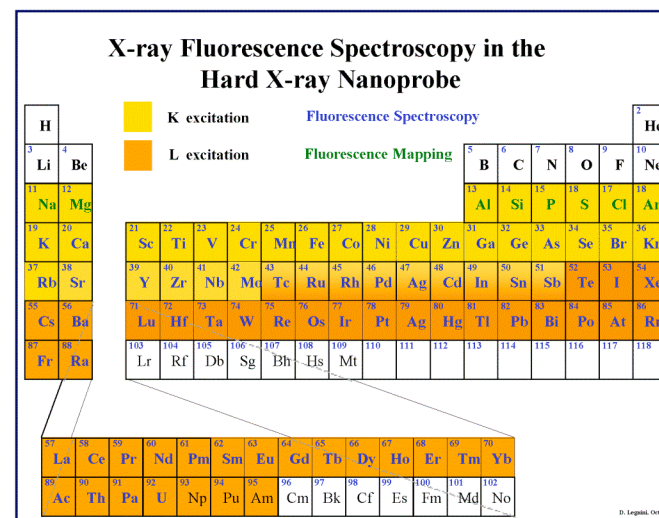 X-ray Fluorescence Spectroscopy in the
Hard X-ray Nanoprobe
K excitation Fluorescence Spectroscopy
L excitation Fluorescence Mapping
H 2 He
3 Li 4 Be 5 B 6 C 7 N 8 O 9 F 10 Ne
11 Na 12 Mg 13 Al 14 Si 15 P 18 S 17 Cl 18 Ar
19 K 20 Ca 21 Sc 22 Ti 23 V 24 Cr 25 Mn 26 Fe 27 Co 28 Ni 29 Cu 30 Zn 31 Ga 32 Ge 33 As 34 Se 35 Br 36 Kr
37 Rb 38 Sr 39 Y 40 Zr 41 Nb 42 Mo 43 Tc 44 Ru 45 Rh 46 Pd 47 Ag 48 Cd 49 In 50 Sn 51 Sb 52 Te 53 I 54 Xe
55 Cs 56 Ba 71 Lu 72 Hf 73 Ta 74 W 75 Re 76 Os 77 Ir 78 Pt 79 Ag 80 Hg 81 Tl 82 Pb 83 Bi 84 Po 85 At 86 Rn
87 Fr 88 Ra 103 Lr 104 Rf 105 Db 106 Sg 107 Bh 108 Hs 109 Mt 110 111 112 113 114 115 116 117 118
57 La 58 Ce 59 Pr 60 Nd 61 Pm 62 Sm 63 Eu 64 Gd 65 Tb 66 Dy 67 Ho 68 Er 69 Tm 70 Yb
89 Ac 90 Th 91 Pa 92 U 93 Np 94 Pu 95 Am 96 Cm 97 Bk 98 Cf 99 Es 100 Fm 101 Md 102 No
D. Legnini, Oct